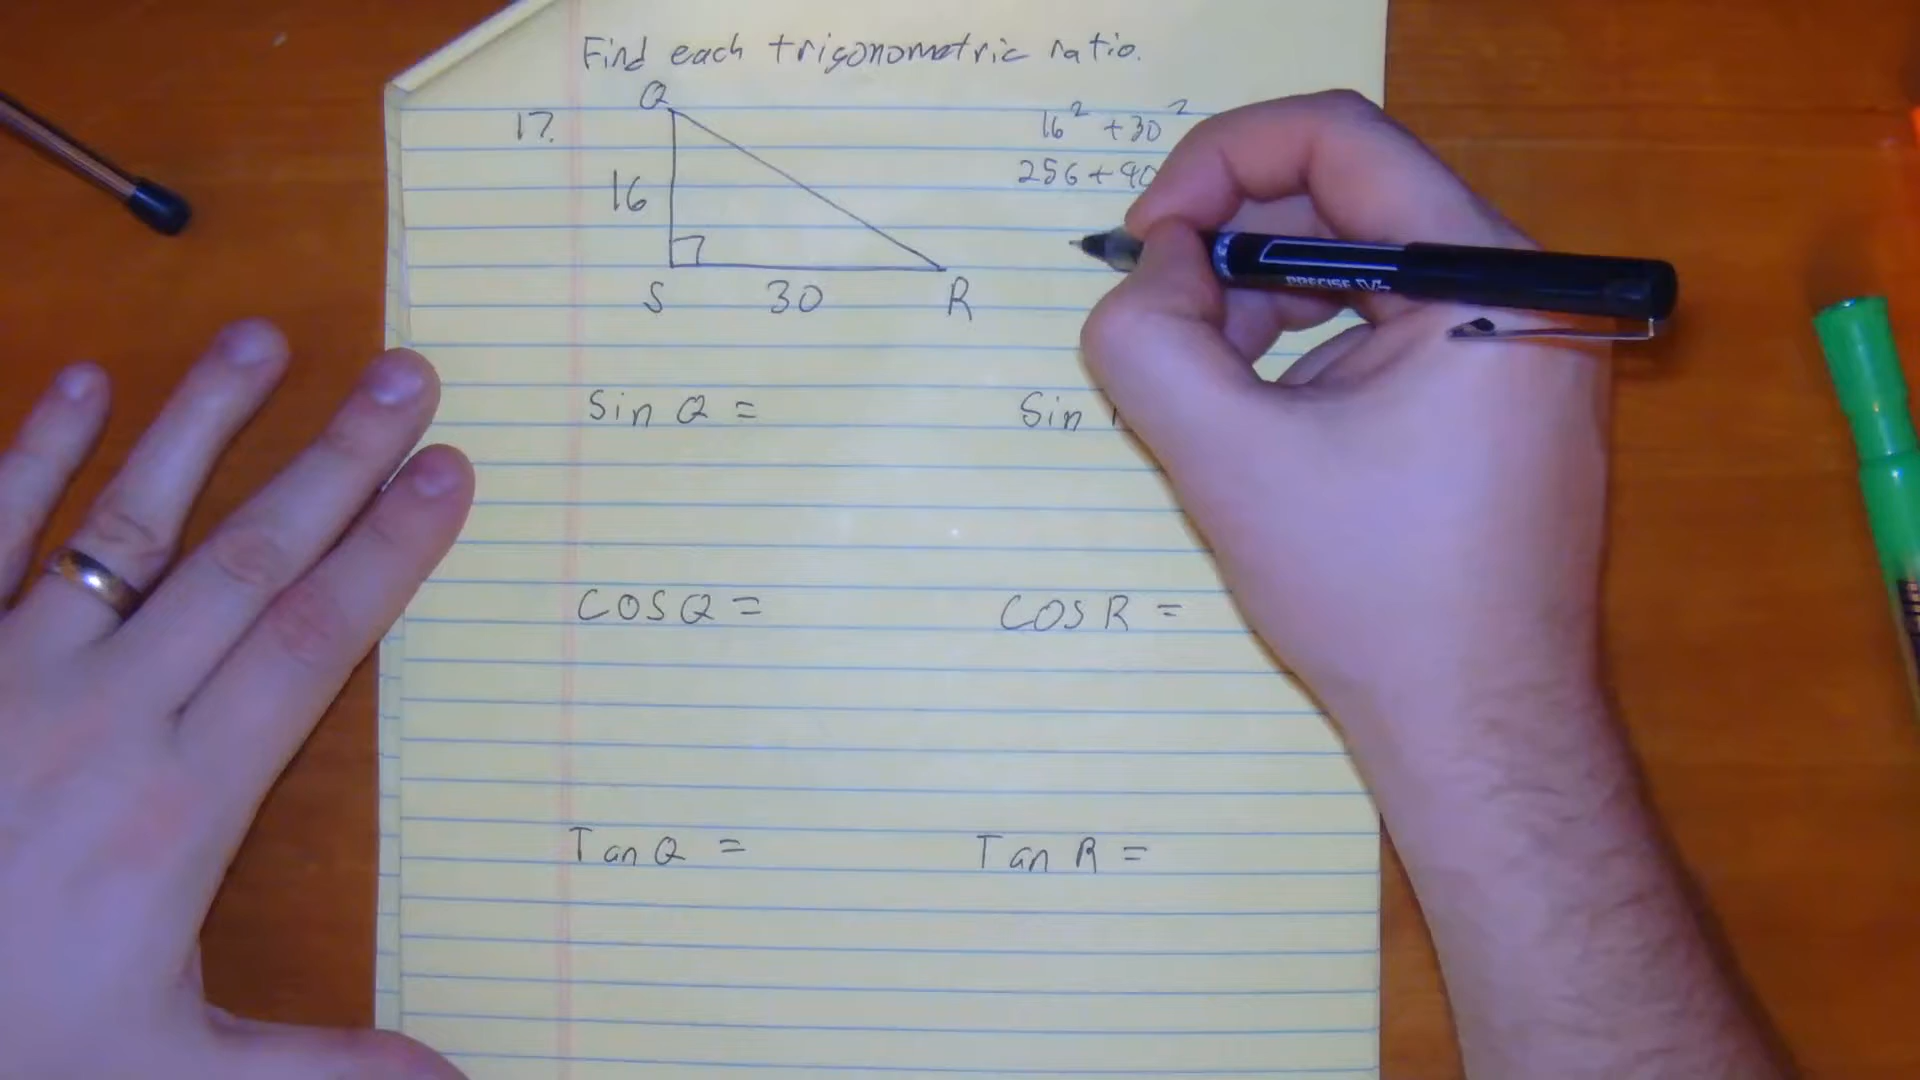 Find each trigonometric ratio.
17.
Q
16
S 30 R
16² + 30²
256 + 90
PRECISE V5
Sin Q =
Sin
COS Q =
COS R =
Tan Q =
Tan R =